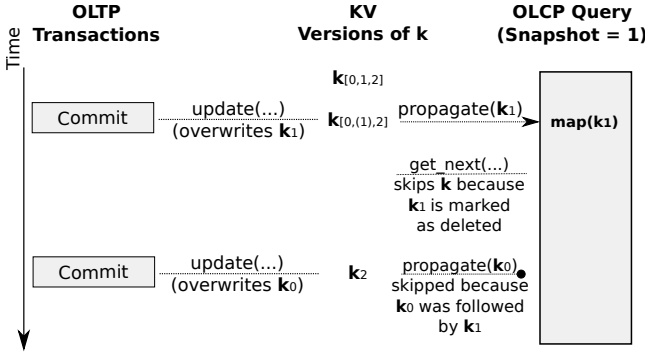 OLTP
Transactions
KV
Versions of k
OLCP Query
(Snapshot = 1)
Time
k[0,1,2]
Commit
update(...)
(overwrites k1)
k[0,(1),2]
propagate(k1)
map(k1)
get_next(...)
skips k because
k1 is marked
as deleted
Commit
update(...)
(overwrites k0)
k2
propagate(k0)
skipped because
k0 was followed
by k1